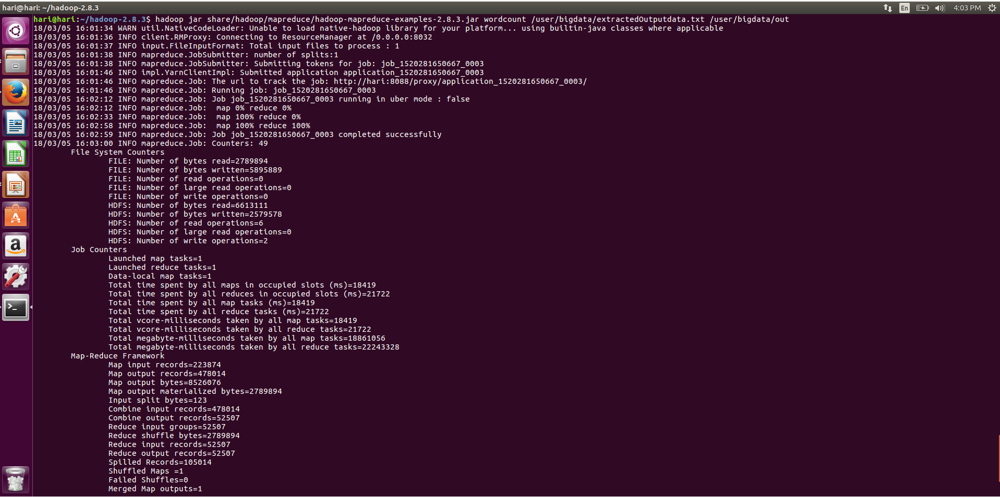 hari@hari: ~/hadoop-2.8.3
En
4:03 PM
hari@hari:~/hadoop-2.8.3$ hadoop jar share/hadoop/mapreduce/hadoop-mapreduce-examples-2.8.3.jar wordcount /user/bigdata/extractedOutputdata.txt /user/bigdata/out
18/03/05 16:01:34 WARN util.NativeCodeLoader: Unable to load native-hadoop library for your platform... using builtin-java classes where applicable
18/03/05 16:01:36 INFO client.RMProxy: Connecting to ResourceManager at /0.0.0.0:8032
18/03/05 16:01:37 INFO input.FileInputFormat: Total input files to process : 1
18/03/05 16:01:38 INFO mapreduce.JobSubmitter: number of splits:1
18/03/05 16:01:38 INFO mapreduce.JobSubmitter: Submitting tokens for job: job_1520281650667_0003
18/03/05 16:01:46 INFO impl.YarnClientImpl: Submitted application application_1520281650667_0003
18/03/05 16:01:46 INFO mapreduce.Job: The url to track the job: http://hari:8088/proxy/application_1520281650667_0003/
18/03/05 16:01:46 INFO mapreduce.Job: Running job: job_1520281650667_0003
18/03/05 16:02:12 INFO mapreduce.Job: Job job_1520281650667_0003 running in uber mode : false
18/03/05 16:02:12 INFO mapreduce.Job:  map 0% reduce 0%
18/03/05 16:02:33 INFO mapreduce.Job:  map 100% reduce 0%
18/03/05 16:02:58 INFO mapreduce.Job:  map 100% reduce 100%
18/03/05 16:02:59 INFO mapreduce.Job: Job job_1520281650667_0003 completed successfully
18/03/05 16:03:00 INFO mapreduce.Job: Counters: 49
File System Counters
FILE: Number of bytes read=2789894
FILE: Number of bytes written=5895889
FILE: Number of read operations=0
FILE: Number of large read operations=0
FILE: Number of write operations=0
HDFS: Number of bytes read=6613111
HDFS: Number of bytes written=2579578
HDFS: Number of read operations=6
HDFS: Number of large read operations=0
HDFS: Number of write operations=2
Job Counters
Launched map tasks=1
Launched reduce tasks=1
Data-local map tasks=1
Total time spent by all maps in occupied slots (ms)=18419
Total time spent by all reduces in occupied slots (ms)=21722
Total time spent by all map tasks (ms)=18419
Total time spent by all reduce tasks (ms)=21722
Total vcore-milliseconds taken by all map tasks=18419
Total vcore-milliseconds taken by all reduce tasks=21722
Total megabyte-milliseconds taken by all map tasks=18861056
Total megabyte-milliseconds taken by all reduce tasks=22243328
Map-Reduce Framework
Map input records=223874
Map output records=478014
Map output bytes=8526076
Map output materialized bytes=2789894
Input split bytes=123
Combine input records=478014
Combine output records=52507
Reduce input groups=52507
Reduce shuffle bytes=2789894
Reduce input records=52507
Reduce output records=52507
Spilled Records=105014
Shuffled Maps =1
Failed Shuffles=0
Merged Map outputs=1